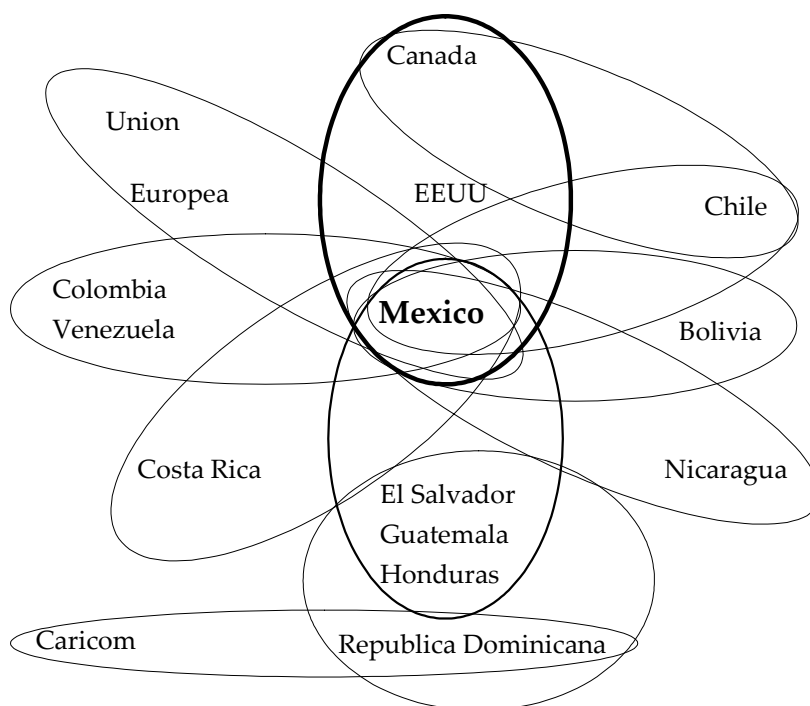 Canada
Union
Europea
EEUU
Chile
Colombia
Venezuela
Mexico
Bolivia
Costa Rica
Nicaragua
El Salvador
Guatemala
Honduras
Caricom
Republica Dominicana